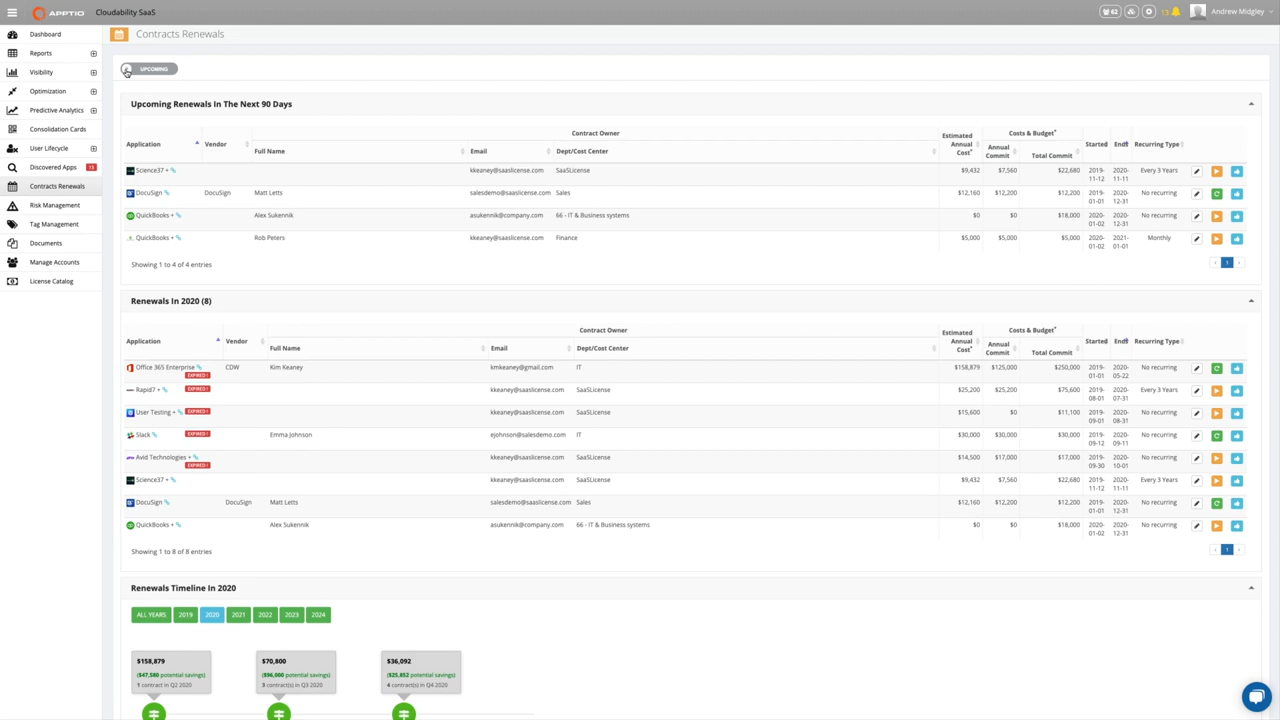 APPTIO Cloudability SaaS 62 13 Andrew Midgley
Dashboard
Reports
Visibility
Optimization
Predictive Analytics
Consolidation Cards
User Lifecycle
Discovered Apps 13
Contracts Renewals
Risk Management
Tag Management
Documents
Manage Accounts
License Catalog
Contracts Renewals
UPCOMING
Upcoming Renewals In The Next 90 Days
Application Vendor Contract Owner Estimated Annual Cost* Costs & Budget* Started Ends Recurring Type
Full Name Email Dept/Cost Center Annual Commit Total Commit
Science37 + kkeaney@saaslicense.com SaaSLicense $9,432 $7,560 $22,680 2019-11-12 2020-11-11 Every 3 Years
DocuSign DocuSign Matt Letts salesdemo@saaslicense.com Sales $12,160 $12,200 $12,200 2019-01-01 2020-12-31 No recurring
QuickBooks + Alex Sukennik asukennik@company.com 66 - IT & Business systems $0 $0 $18,000 2020-01-02 2020-12-31 No recurring
QuickBooks + Rob Peters kkeaney@saaslicense.com Finance $5,000 $5,000 $5,000 2020-01-02 2021-01-01 Monthly
Showing 1 to 4 of 4 entries ‹ 1 ›
Renewals In 2020 (8)
Application Vendor Contract Owner Estimated Annual Cost* Costs & Budget* Started Ends Recurring Type
Full Name Email Dept/Cost Center Annual Commit Total Commit
Office 365 Enterprise EXPIRED ! CDW Kim Keaney kmkeaney@gmail.com IT $158,879 $125,000 $250,000 2019-01-01 2020-05-22 No recurring
Rapid7 + EXPIRED ! kkeaney@saaslicense.com SaaSLicense $25,200 $25,200 $75,600 2019-08-01 2020-07-31 Every 3 Years
User Testing + EXPIRED ! kkeaney@saaslicense.com SaaSLicense $15,600 $0 $11,100 2019-09-01 2020-08-31 No recurring
Slack EXPIRED ! Emma Johnson ejohnson@salesdemo.com IT $30,000 $30,000 $30,000 2019-09-12 2020-09-11 No recurring
Avid Technologies + EXPIRED ! kkeaney@saaslicense.com SaaSLicense $14,500 $17,000 $17,000 2019-09-30 2020-10-01 No recurring
Science37 + kkeaney@saaslicense.com SaaSLicense $9,432 $7,560 $22,680 2019-11-12 2020-11-11 Every 3 Years
DocuSign DocuSign Matt Letts salesdemo@saaslicense.com Sales $12,160 $12,200 $12,200 2019-01-01 2020-12-31 No recurring
QuickBooks + Alex Sukennik asukennik@company.com 66 - IT & Business systems $0 $0 $18,000 2020-01-02 2020-12-31 No recurring
Showing 1 to 8 of 8 entries ‹ 1 ›
Renewals Timeline In 2020
ALL YEARS 2019 2020 2021 2022 2023 2024
$158,879
($47,580 potential savings)
1 contract in Q2 2020
$70,800
($96,000 potential savings)
3 contract(s) in Q3 2020
$36,092
($25,852 potential savings)
4 contract(s) in Q4 2020